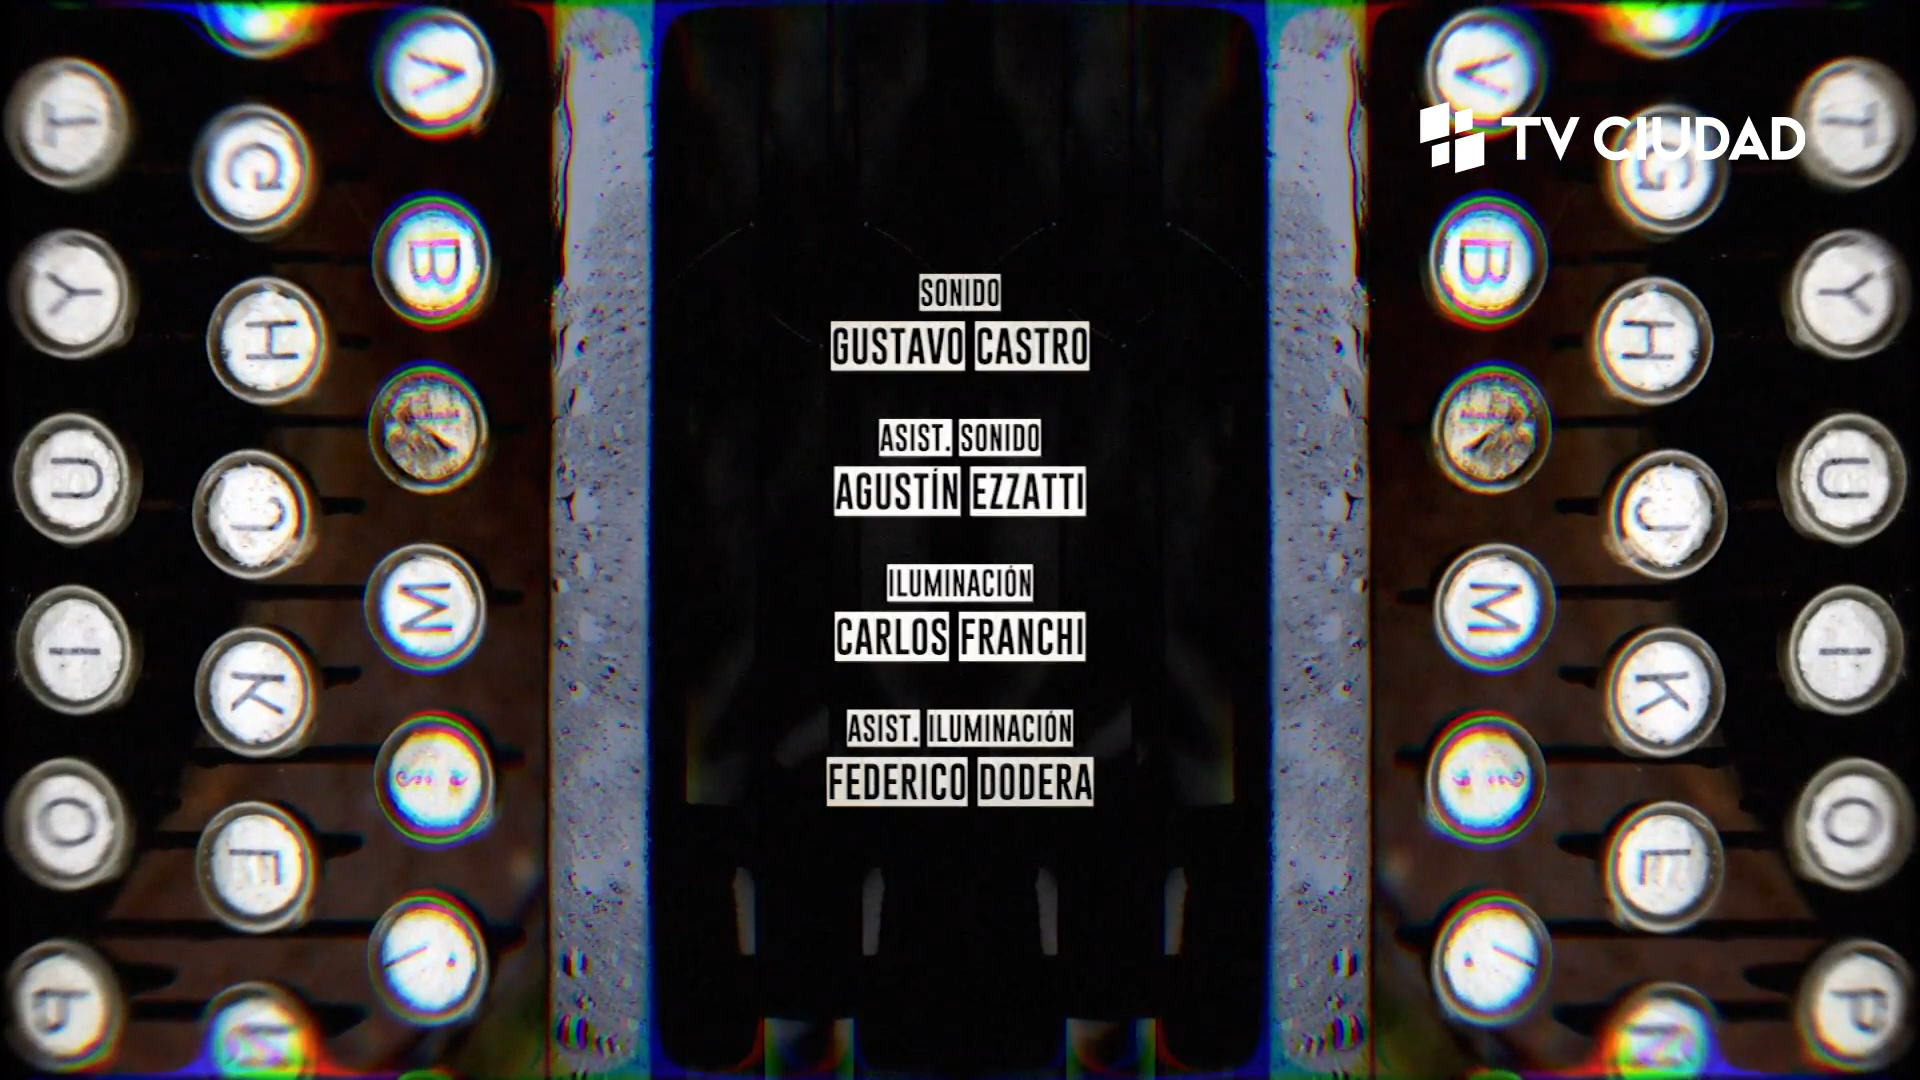 TV CIUDAD
SONIDO
GUSTAVO CASTRO
ASIST. SONIDO
AGUSTÍN EZZATTI
ILUMINACIÓN
CARLOS FRANCHI
ASIST. ILUMINACIÓN
FEDERICO DODERA
T
Y
U
I
O
P
G
H
J
K
E
V
B
M
V
B
M
G
H
J
K
E
T
Y
U
I
O
P